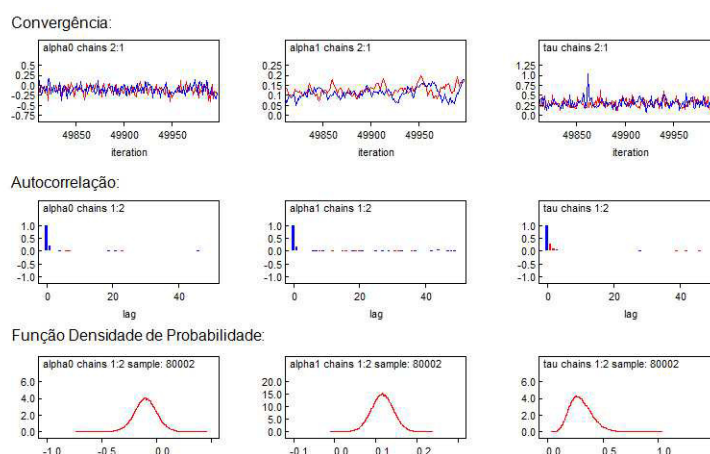 Convergência:
alpha0 chains 2:1
alpha1 chains 2:1
tau chains 2:1
0.5
0.25
0.0
-0.25
-0.5
-0.75
0.25
0.2
0.15
0.1
0.05
0.0
1.25
1.0
0.75
0.5
0.25
0.0
49850 49900 49950
49850 49900 49950
49850 49900 49950
iteration
iteration
iteration
Autocorrelação:
alpha0 chains 1:2
alpha1 chains 1:2
tau chains 1:2
1.0
0.5
0.0
-0.5
-1.0
1.0
0.5
0.0
-0.5
-1.0
1.0
0.5
0.0
-0.5
-1.0
0 20 40
0 20 40
0 20 40
lag
lag
lag
Função Densidade de Probabilidade:
alpha0 chains 1:2 sample: 80002
alpha1 chains 1:2 sample: 80002
tau chains 1:2 sample: 80002
6.0
4.0
2.0
0.0
20.0
15.0
10.0
5.0
0.0
6.0
4.0
2.0
0.0
-1.0 -0.5 0.0
-0.1 0.0 0.1 0.2
0.0 0.5 1.0